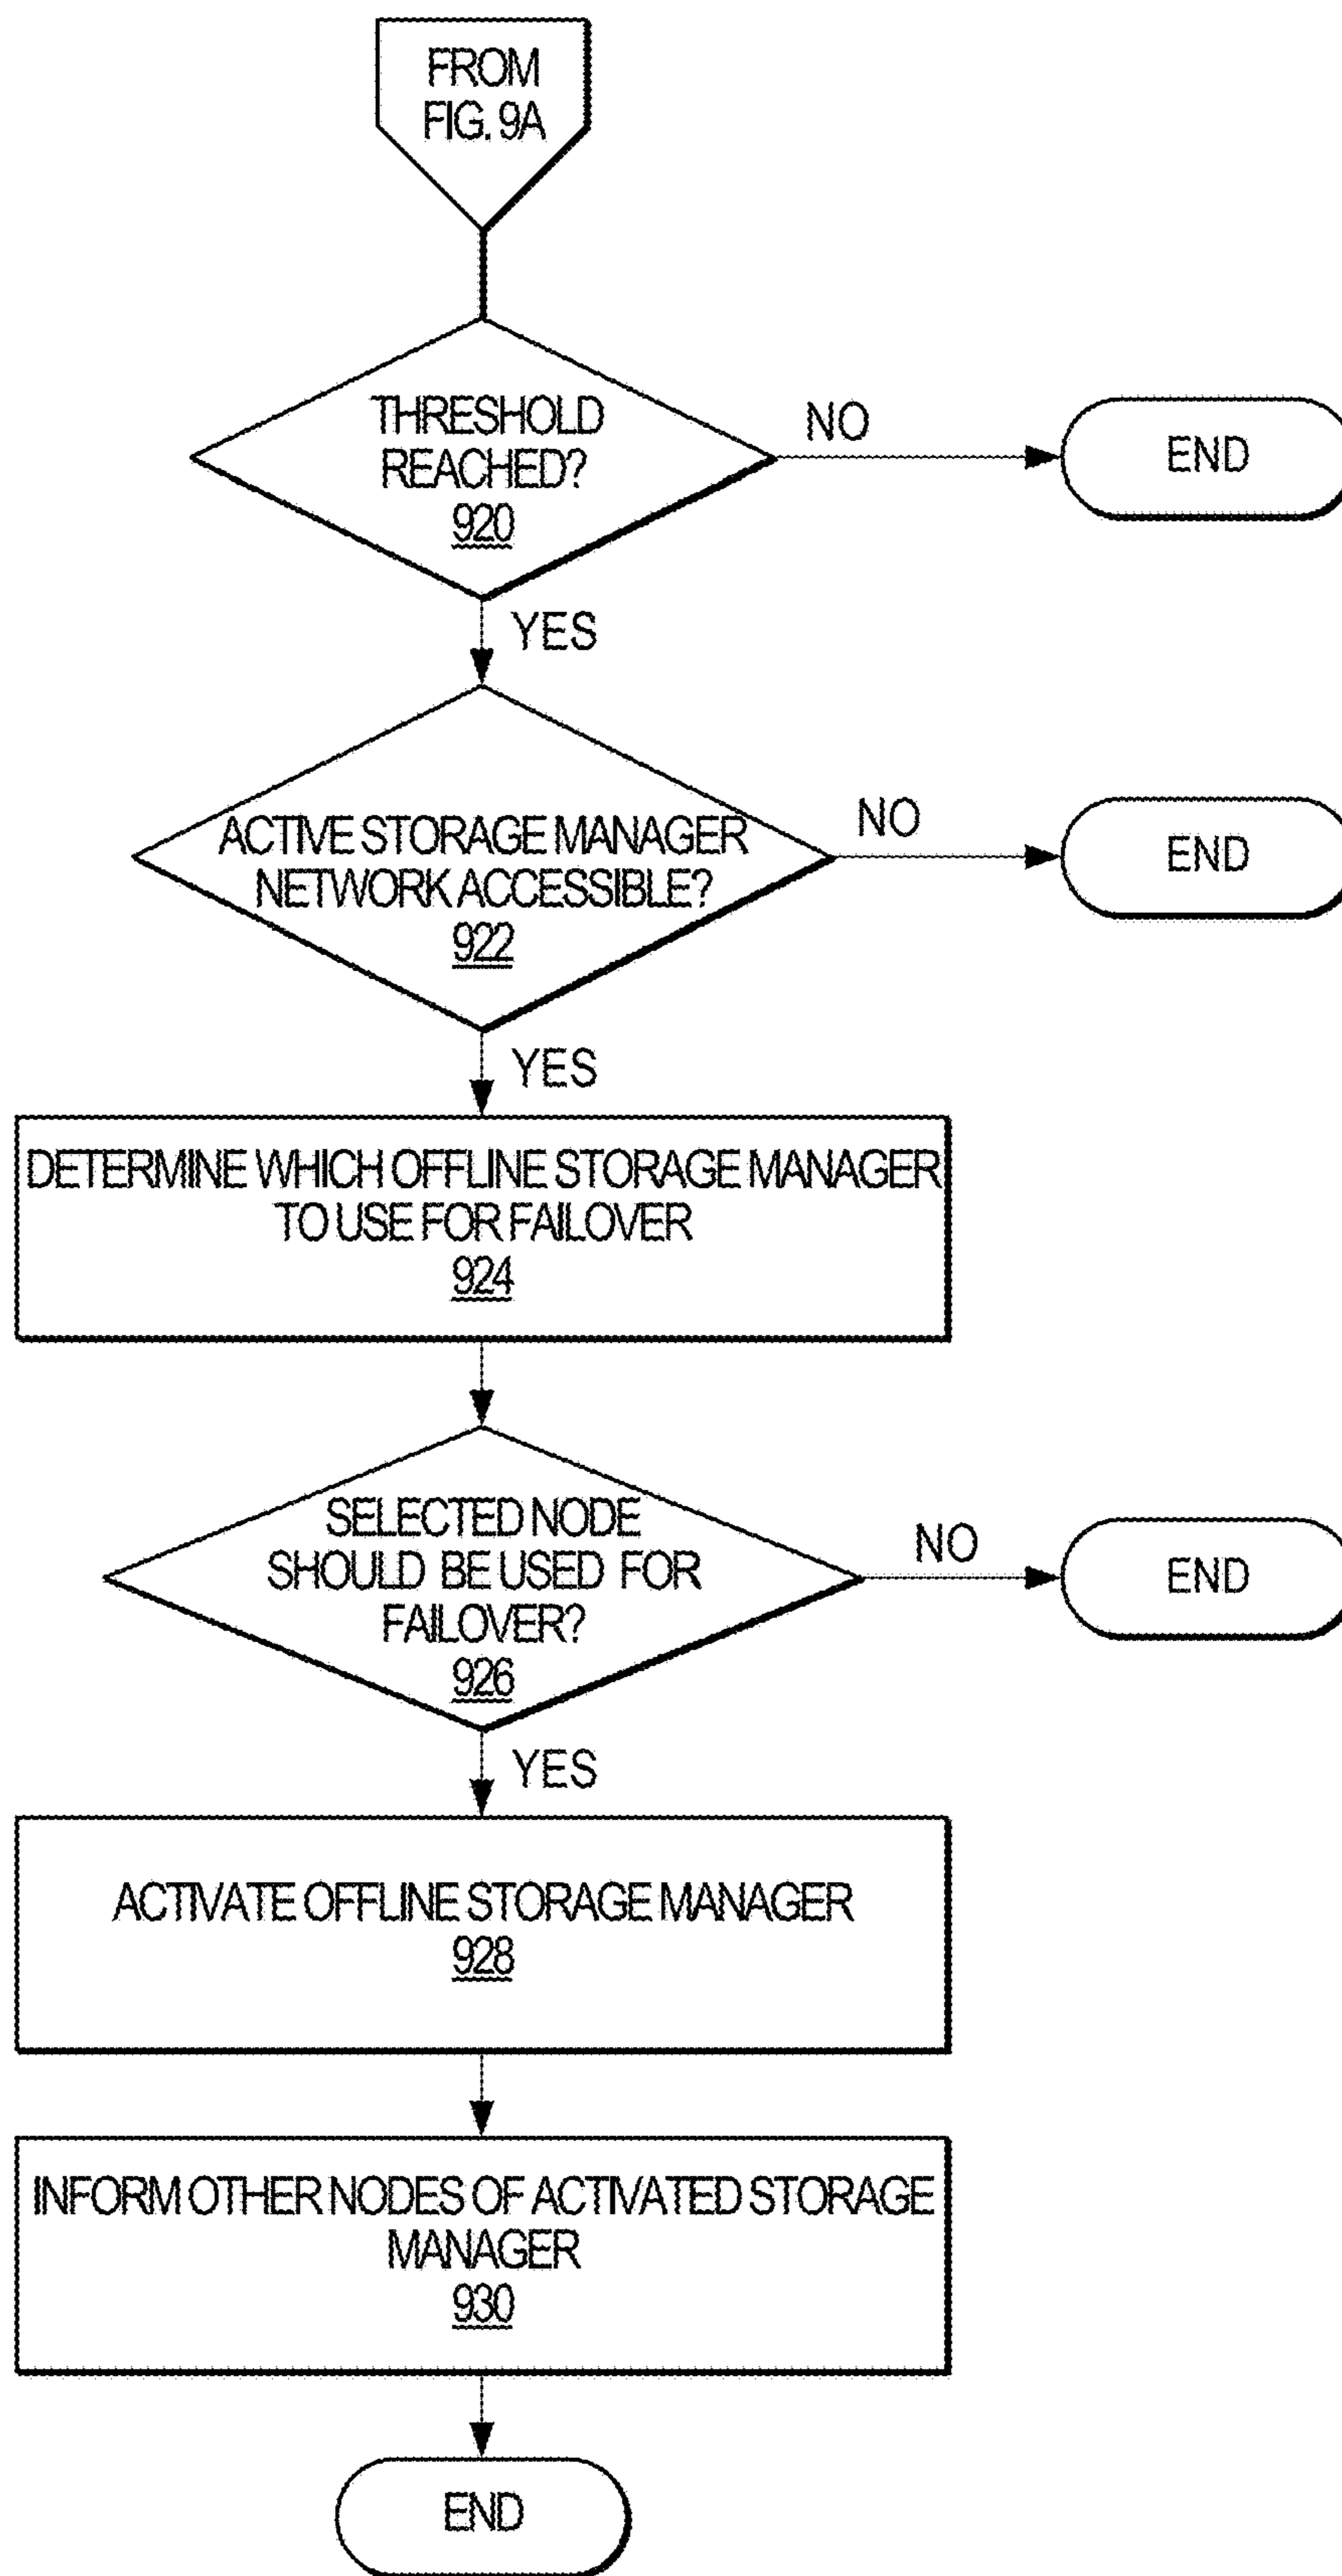 FROM
FIG. 9A
THRESHOLD
REACHED?
920
NO
END
YES
ACTIVE STORAGE MANAGER
NETWORK ACCESSIBLE?
922
NO
END
YES
DETERMINE WHICH OFFLINE STORAGE MANAGER
TO USE FOR FAILOVER
924
SELECTED NODE
SHOULD BE USED FOR
FAILOVER?
926
NO
END
YES
ACTIVATE OFFLINE STORAGE MANAGER
928
INFORM OTHER NODES OF ACTIVATED STORAGE
MANAGER
930
END